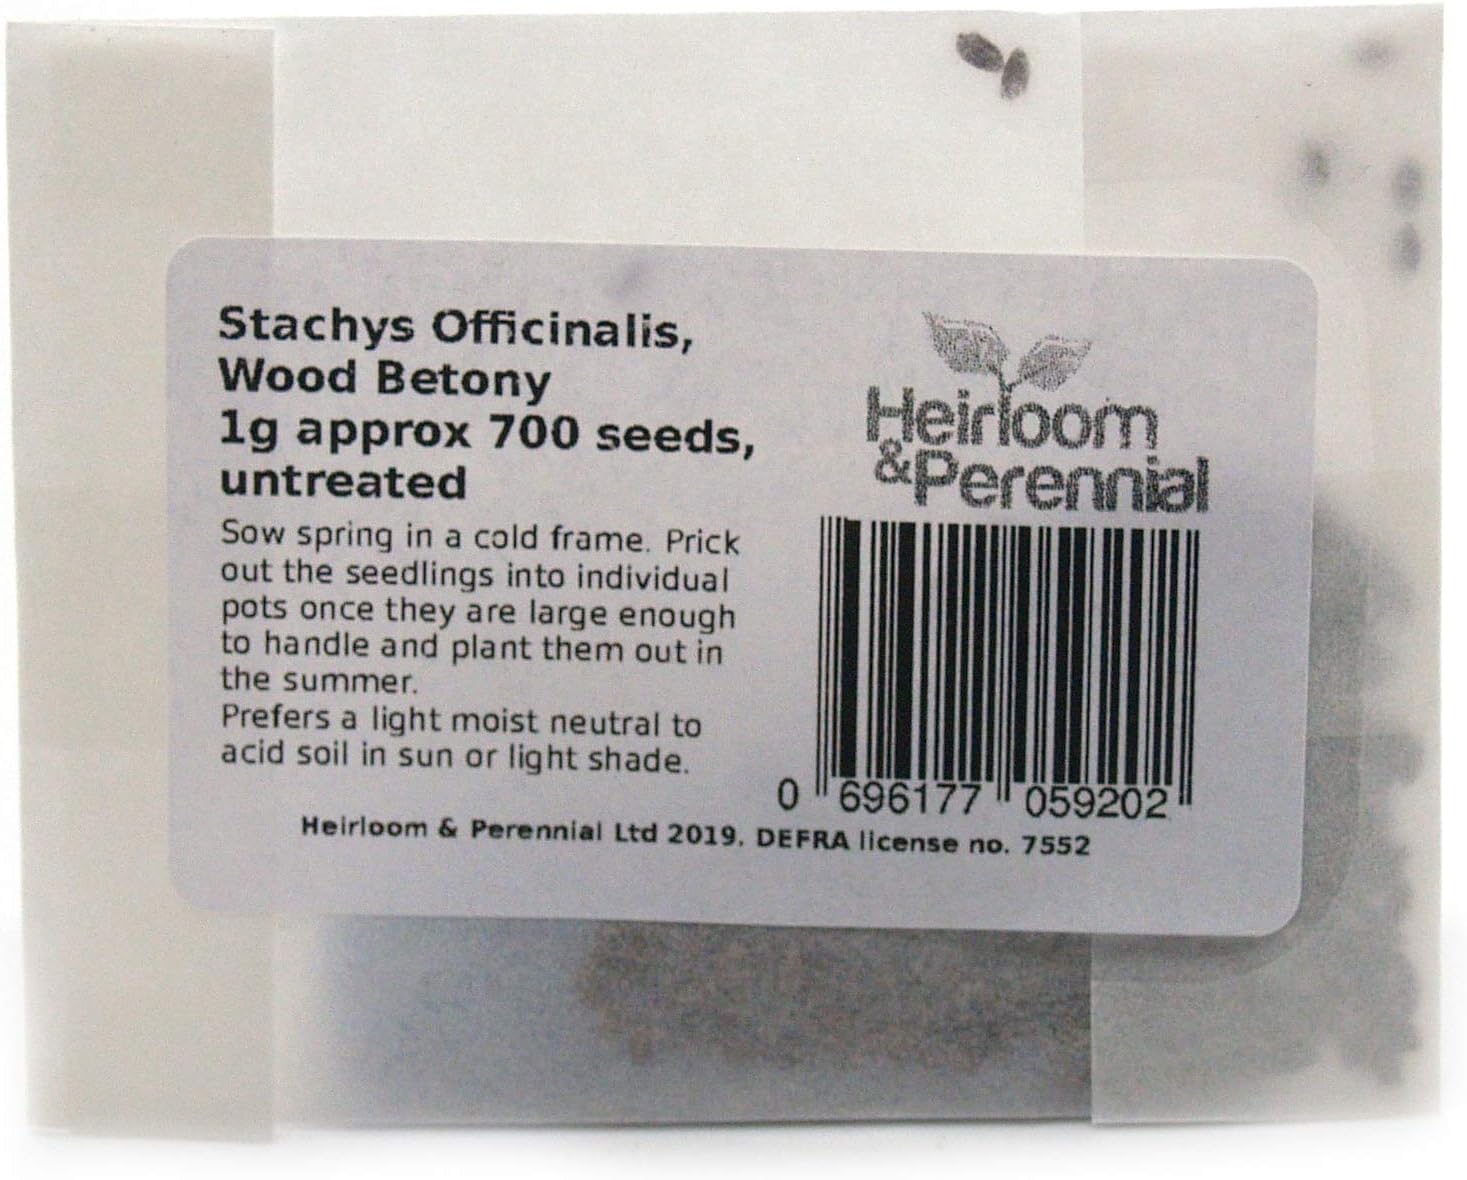 Stachys Officinalis,
Wood Betony
1g approx 700 seeds,
untreated
Sow spring in a cold frame. Prick
out the seedlings into individual
pots once they are large enough
to handle and plant them out in
the summer.
Prefers a light moist neutral to
acid soil in sun or light shade.
Heirloom
&Perennial
0 696177 059202
Heirloom & Perennial Ltd 2019. DEFRA license no. 7552